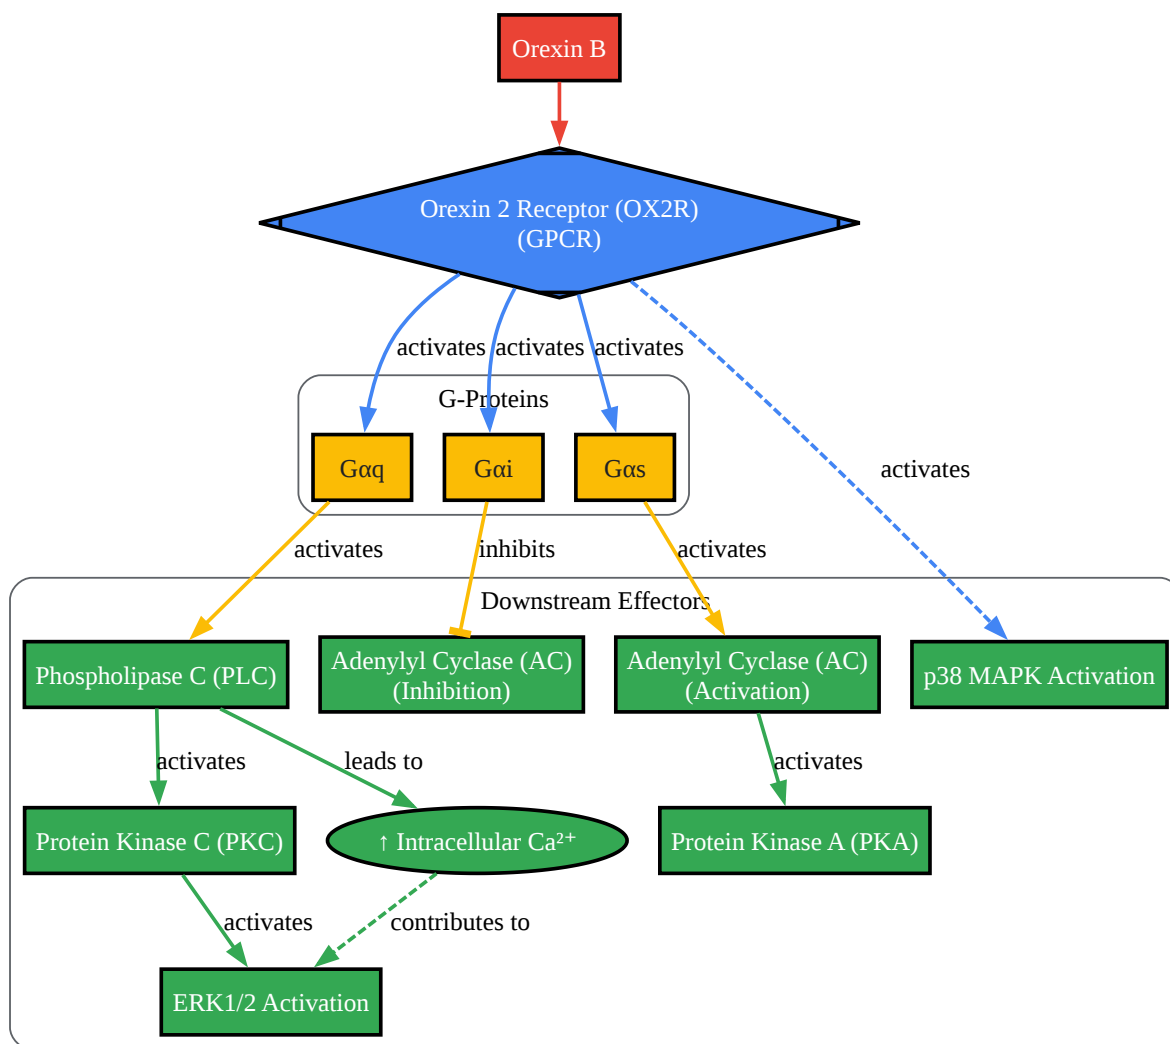 Orexin B
Orexin 2 Receptor (OX2R)
(GPCR)
activates
activates
activates
G-Proteins
Gαq
Gαi
Gαs
activates
activates
inhibits
activates
Downstream Effectors
Phospholipase C (PLC)
Adenylyl Cyclase (AC)
(Inhibition)
Adenylyl Cyclase (AC)
(Activation)
p38 MAPK Activation
activates
leads to
activates
Protein Kinase C (PKC)
↑ Intracellular Ca²⁺
Protein Kinase A (PKA)
activates
contributes to
ERK1/2 Activation